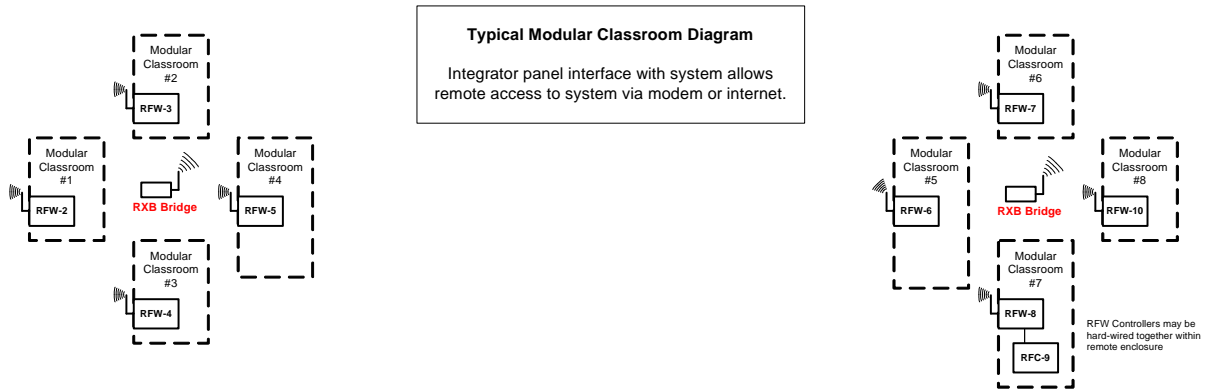 Typical Modular Classroom Diagram
Integrator panel interface with system allows
remote access to system via modem or internet.
Modular
Classroom
#2
RFW-3
Modular
Classroom
#1
RFW-2
RXB Bridge
Modular
Classroom
#4
RFW-5
Modular
Classroom
#3
RFW-4
Modular
Classroom
#6
RFW-7
Modular
Classroom
#5
RFW-6
RXB Bridge
Modular
Classroom
#8
RFW-10
Modular
Classroom
#7
RFW-8
RFC-9
RFW Controllers may be
hard-wired together within
remote enclosure